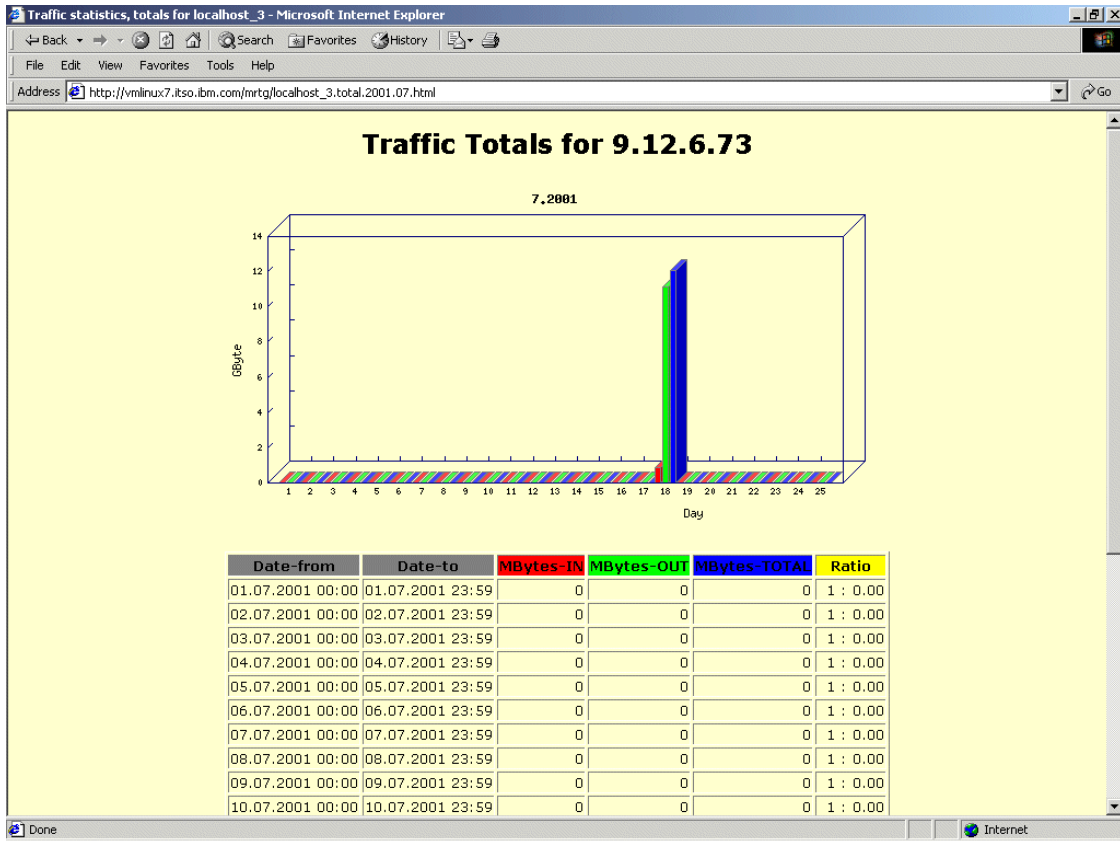 Traffic statistics, totals for localhost_3 - Microsoft Internet Explorer
Back Search Favorites History
File Edit View Favorites Tools Help
Address http://vmlinux7.itso.ibm.com/mrtg/localhost_3.total.2001.07.html Go
Traffic Totals for 9.12.6.73
7.2001
14
12
10
8
6
4
2
0
GByte
1 2 3 4 5 6 7 8 9 10 11 12 13 14 15 16 17 18 19 20 21 22 23 24 25
Day
Date-from Date-to MBytes-IN MBytes-OUT MBytes-TOTAL Ratio
01.07.2001 00:00 01.07.2001 23:59 0 0 0 1 : 0.00
02.07.2001 00:00 02.07.2001 23:59 0 0 0 1 : 0.00
03.07.2001 00:00 03.07.2001 23:59 0 0 0 1 : 0.00
04.07.2001 00:00 04.07.2001 23:59 0 0 0 1 : 0.00
05.07.2001 00:00 05.07.2001 23:59 0 0 0 1 : 0.00
06.07.2001 00:00 06.07.2001 23:59 0 0 0 1 : 0.00
07.07.2001 00:00 07.07.2001 23:59 0 0 0 1 : 0.00
08.07.2001 00:00 08.07.2001 23:59 0 0 0 1 : 0.00
09.07.2001 00:00 09.07.2001 23:59 0 0 0 1 : 0.00
10.07.2001 00:00 10.07.2001 23:59 0 0 0 1 : 0.00
Done Internet